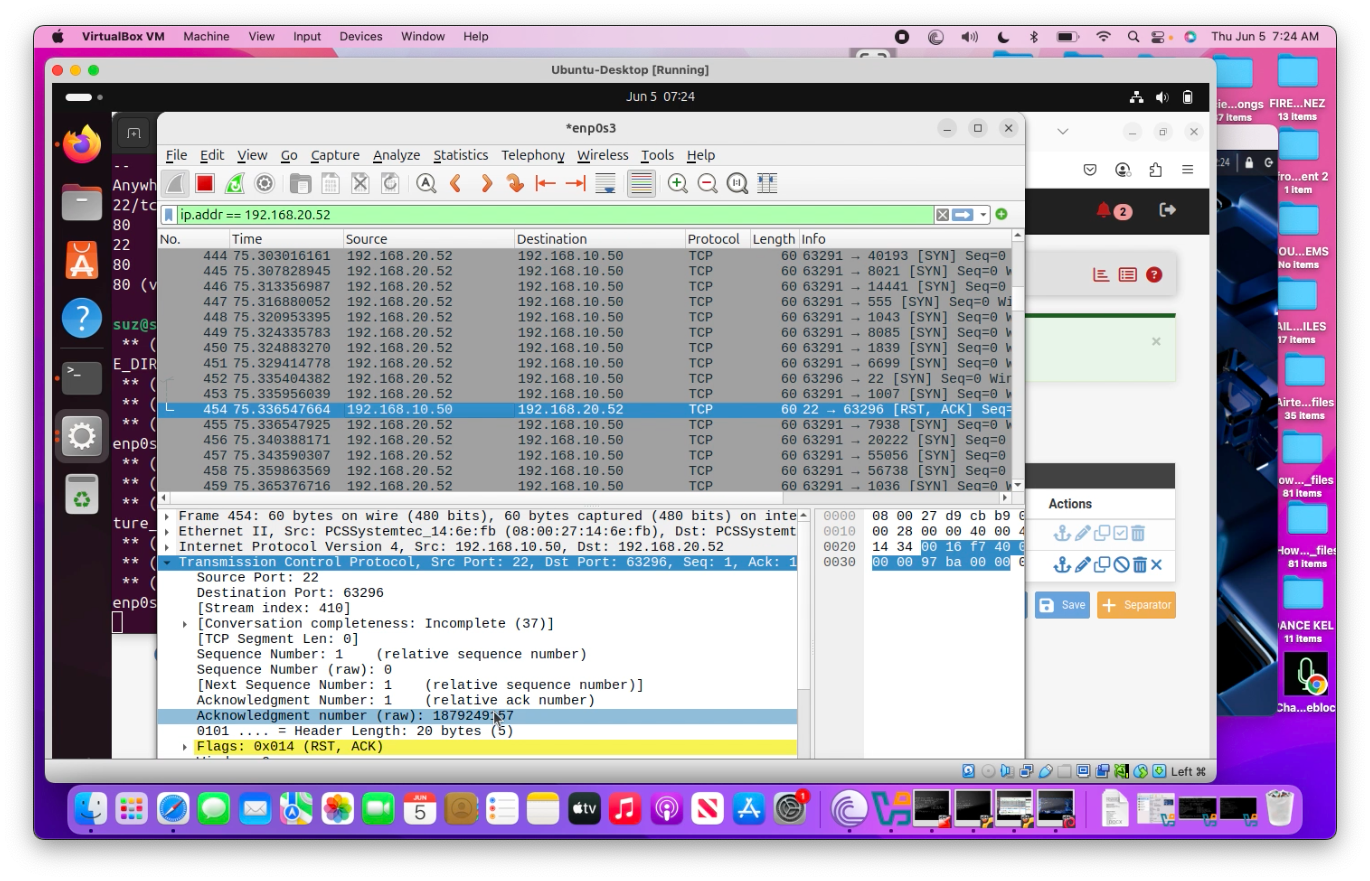 VirtualBox VM Machine View Input Devices Window Help Thu Jun 5 7:24 AM
Ubuntu-Desktop [Running]
Jun 5 07:24
*enp0s3
File Edit View Go Capture Analyze Statistics Telephony Wireless Tools Help
ip.addr == 192.168.20.52
No. Time Source Destination Protocol Length Info
444 75.303016161 192.168.20.52 192.168.10.50 TCP 60 63291 → 40193 [SYN] Seq=0
445 75.307828945 192.168.20.52 192.168.10.50 TCP 60 63291 → 8021 [SYN] Seq=0 W
446 75.313356987 192.168.20.52 192.168.10.50 TCP 60 63291 → 14441 [SYN] Seq=0
447 75.316880052 192.168.20.52 192.168.10.50 TCP 60 63291 → 555 [SYN] Seq=0 Wi
448 75.320953395 192.168.20.52 192.168.10.50 TCP 60 63291 → 1043 [SYN] Seq=0 W
449 75.324335783 192.168.20.52 192.168.10.50 TCP 60 63291 → 8085 [SYN] Seq=0 W
450 75.324883270 192.168.20.52 192.168.10.50 TCP 60 63291 → 1839 [SYN] Seq=0 W
451 75.329414778 192.168.20.52 192.168.10.50 TCP 60 63291 → 6699 [SYN] Seq=0 W
452 75.335404382 192.168.20.52 192.168.10.50 TCP 60 63296 → 22 [SYN] Seq=0 Win
453 75.335956039 192.168.20.52 192.168.10.50 TCP 60 63291 → 1007 [SYN] Seq=0 W
454 75.336547664 192.168.10.50 192.168.20.52 TCP 60 22 → 63296 [RST, ACK] Seq=
455 75.336547925 192.168.20.52 192.168.10.50 TCP 60 63291 → 7938 [SYN] Seq=0 W
456 75.340388171 192.168.20.52 192.168.10.50 TCP 60 63291 → 20222 [SYN] Seq=0
457 75.343590307 192.168.20.52 192.168.10.50 TCP 60 63291 → 55056 [SYN] Seq=0
458 75.359863569 192.168.20.52 192.168.10.50 TCP 60 63291 → 56738 [SYN] Seq=0
459 75.365376716 192.168.20.52 192.168.10.50 TCP 60 63291 → 1036 [SYN] Seq=0 W
Frame 454: 60 bytes on wire (480 bits), 60 bytes captured (480 bits) on inte
Ethernet II, Src: PCSSystemtec_14:6e:fb (08:00:27:14:6e:fb), Dst: PCSSystemt
Internet Protocol Version 4, Src: 192.168.10.50, Dst: 192.168.20.52
Transmission Control Protocol, Src Port: 22, Dst Port: 63296, Seq: 1, Ack: 1
Source Port: 22
Destination Port: 63296
[Stream index: 410]
[Conversation completeness: Incomplete (37)]
[TCP Segment Len: 0]
Sequence Number: 1 (relative sequence number)
Sequence Number (raw): 0
[Next Sequence Number: 1 (relative sequence number)]
Acknowledgment Number: 1 (relative ack number)
Acknowledgment number (raw): 1879249
0101 .... = Header Length: 20 bytes (5)
Flags: 0x014 (RST, ACK)
0000 08 00 27 d9 cb b9 0
0010 00 28 00 00 40 00 4
0020 14 34 00 16 f7 40 0
0030 00 00 97 ba 00 00 0
--
Anywh
22/tc
80
22
80
80 (v
suz@s
** (
E_DIR
** (
** (
** (
enp0s
** (
** (
** (
ture_
** (
** (
** (
enp0s
2
Actions
Save
Separator
Left ⌘
:24
ie...ongs
7 items
FIRE...NEZ
13 items
fro...ent 2
1 item
OU...EMS
No items
AIL...ILES
17 items
Airte...files
35 items
ow..._files
81 items
How..._files
81 items
DANCE KEL
11 items
Cha...ebloc
JUN
5
tv
1
DOCX